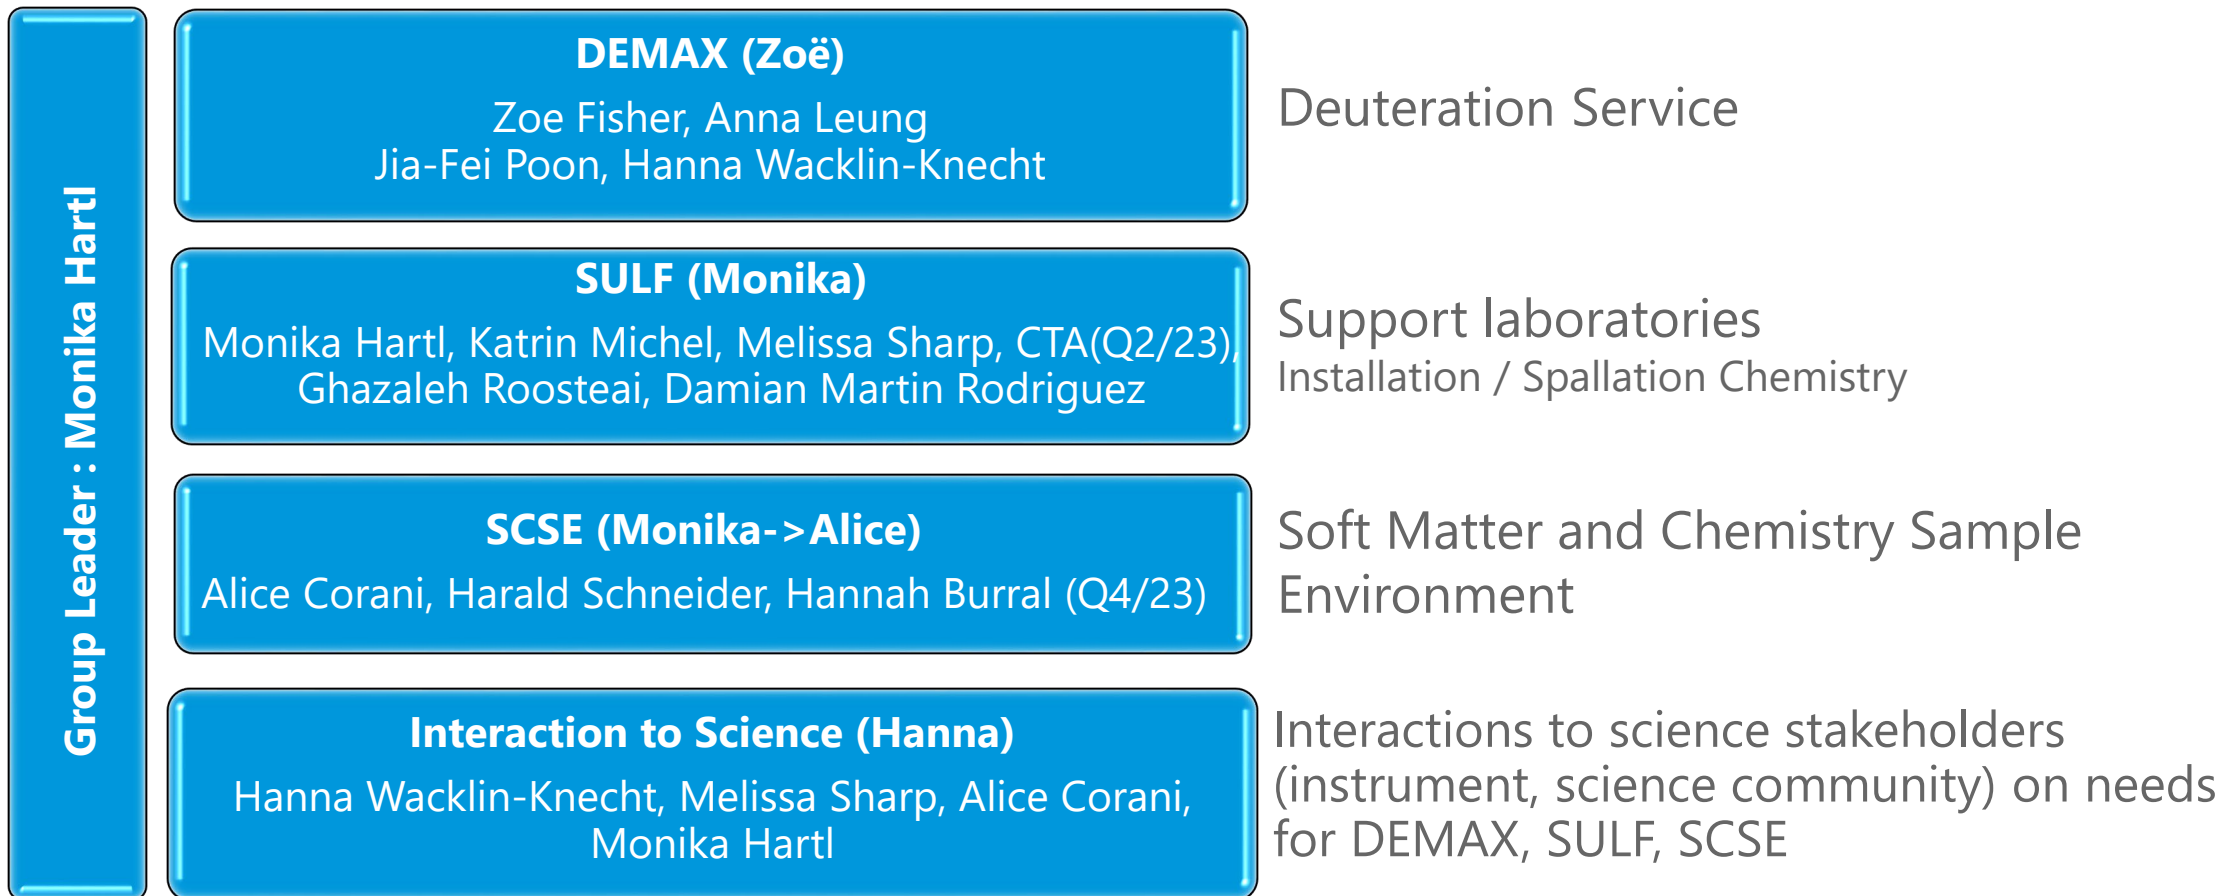 Group Leader : Monika Hartl
DEMAX (Zoë)
Zoe Fisher, Anna Leung
Jia-Fei Poon, Hanna Wacklin-Knecht
Deuteration Service
SULF (Monika)
Monika Hartl, Katrin Michel, Melissa Sharp, CTA(Q2/23),
Ghazaleh Roosteai, Damian Martin Rodriguez
Support laboratories
Installation / Spallation Chemistry
SCSE (Monika->Alice)
Alice Corani, Harald Schneider, Hannah Burral (Q4/23)
Soft Matter and Chemistry Sample
Environment
Interaction to Science (Hanna)
Hanna Wacklin-Knecht, Melissa Sharp, Alice Corani,
Monika Hartl
Interactions to science stakeholders
(instrument, science community) on needs
for DEMAX, SULF, SCSE